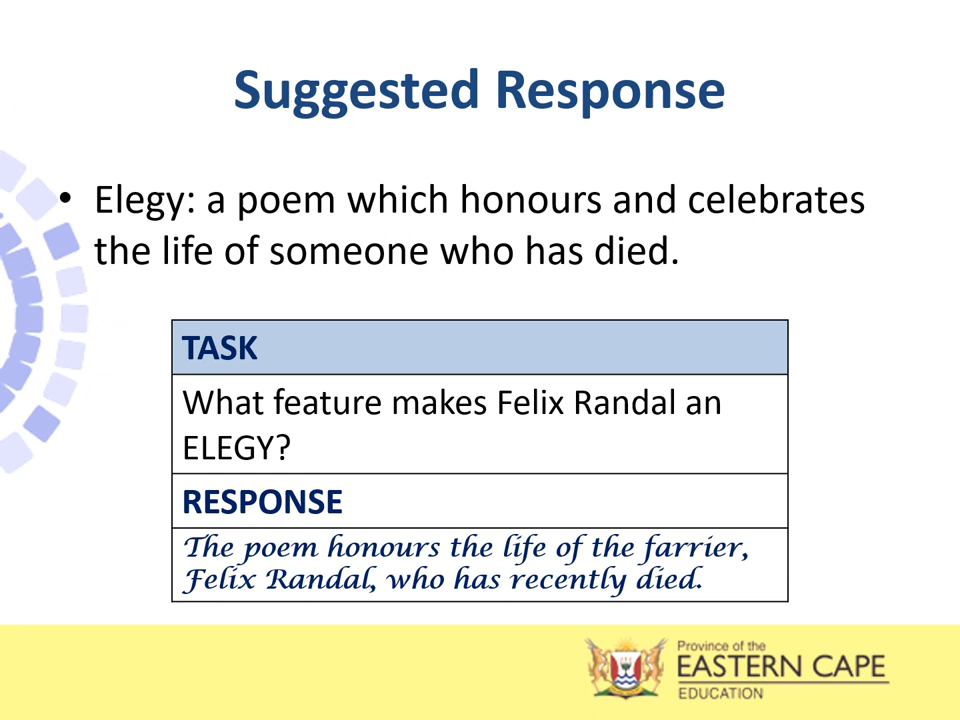 Suggested Response
• Elegy: a poem which honours and celebrates
the life of someone who has died.
TASK
What feature makes Felix Randal an
ELEGY?
RESPONSE
The poem honours the life of the farrier,
Felix Randal, who has recently died.
Province of the
EASTERN CAPE
EDUCATION